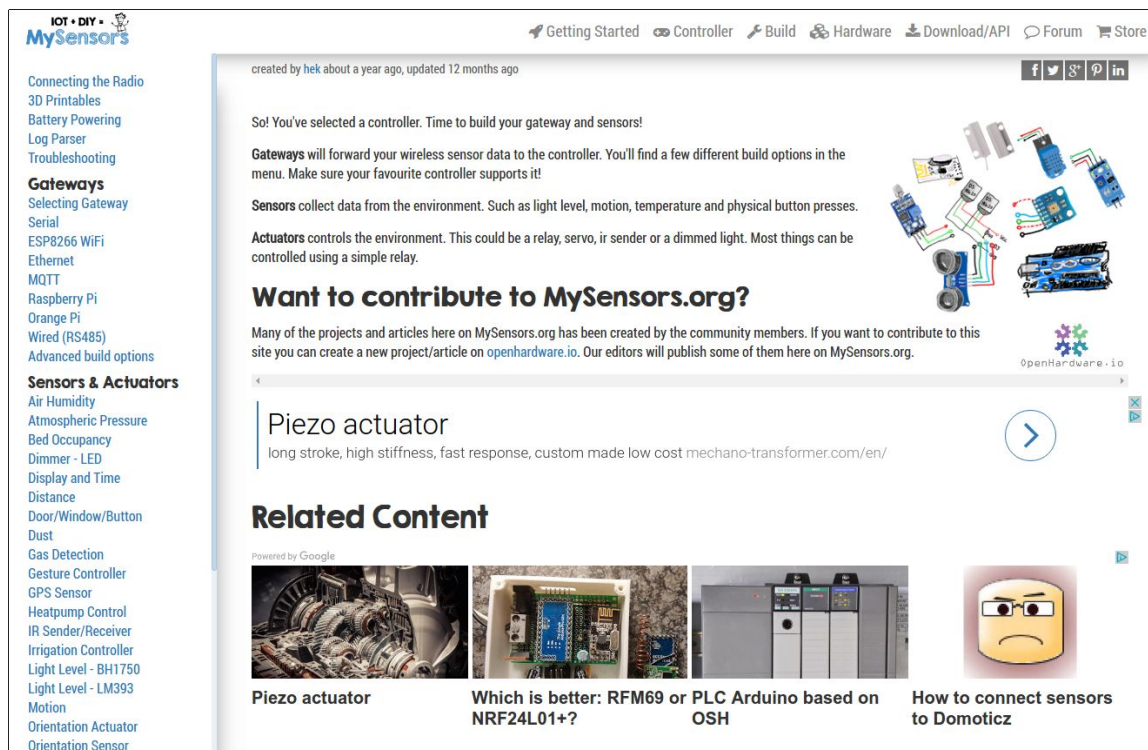 IOT + DIY =
MySensors
Getting Started Controller Build Hardware Download/API Forum Store
Connecting the Radio
3D Printables
Battery Powering
Log Parser
Troubleshooting
Gateways
Selecting Gateway
Serial
ESP8266 WiFi
Ethernet
MQTT
Raspberry Pi
Orange Pi
Wired (RS485)
Advanced build options
Sensors & Actuators
Air Humidity
Atmospheric Pressure
Bed Occupancy
Dimmer - LED
Display and Time
Distance
Door/Window/Button
Dust
Gas Detection
Gesture Controller
GPS Sensor
Heatpump Control
IR Sender/Receiver
Irrigation Controller
Light Level - BH1750
Light Level - LM393
Motion
Orientation Actuator
Orientation Sensor
created by hek about a year ago, updated 12 months ago
So! You've selected a controller. Time to build your gateway and sensors!
Gateways will forward your wireless sensor data to the controller. You'll find a few different build options in the
menu. Make sure your favourite controller supports it!
Sensors collect data from the environment. Such as light level, motion, temperature and physical button presses.
Actuators controls the environment. This could be a relay, servo, ir sender or a dimmed light. Most things can be
controlled using a simple relay.
Want to contribute to MySensors.org?
Many of the projects and articles here on MySensors.org has been created by the community members. If you want to contribute to this
site you can create a new project/article on openhardware.io. Our editors will publish some of them here on MySensors.org.
OpenHardware.io
Piezo actuator
long stroke, high stiffness, fast response, custom made low cost mechano-transformer.com/en/
Related Content
Powered by Google
Piezo actuator
Which is better: RFM69 or
NRF24L01+?
PLC Arduino based on
OSH
How to connect sensors
to Domoticz